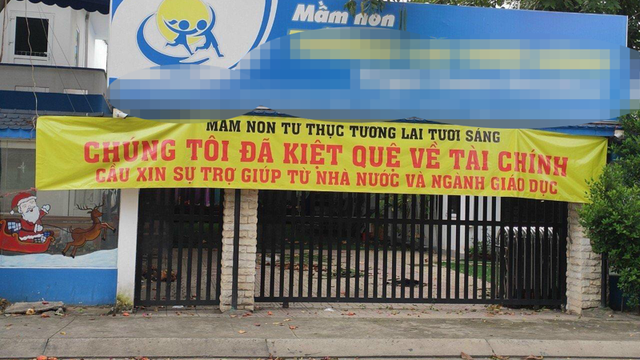 Mầm non
MẦM NON TƯ THỤC TƯƠNG LAI TƯƠI SÁNG
CHÚNG TÔI ĐÃ KIỆT QUỆ VỀ TÀI CHÍNH
CẦU XIN SỰ TRỢ GIÚP TỪ NHÀ NƯỚC VÀ NGÀNH GIÁO DỤC